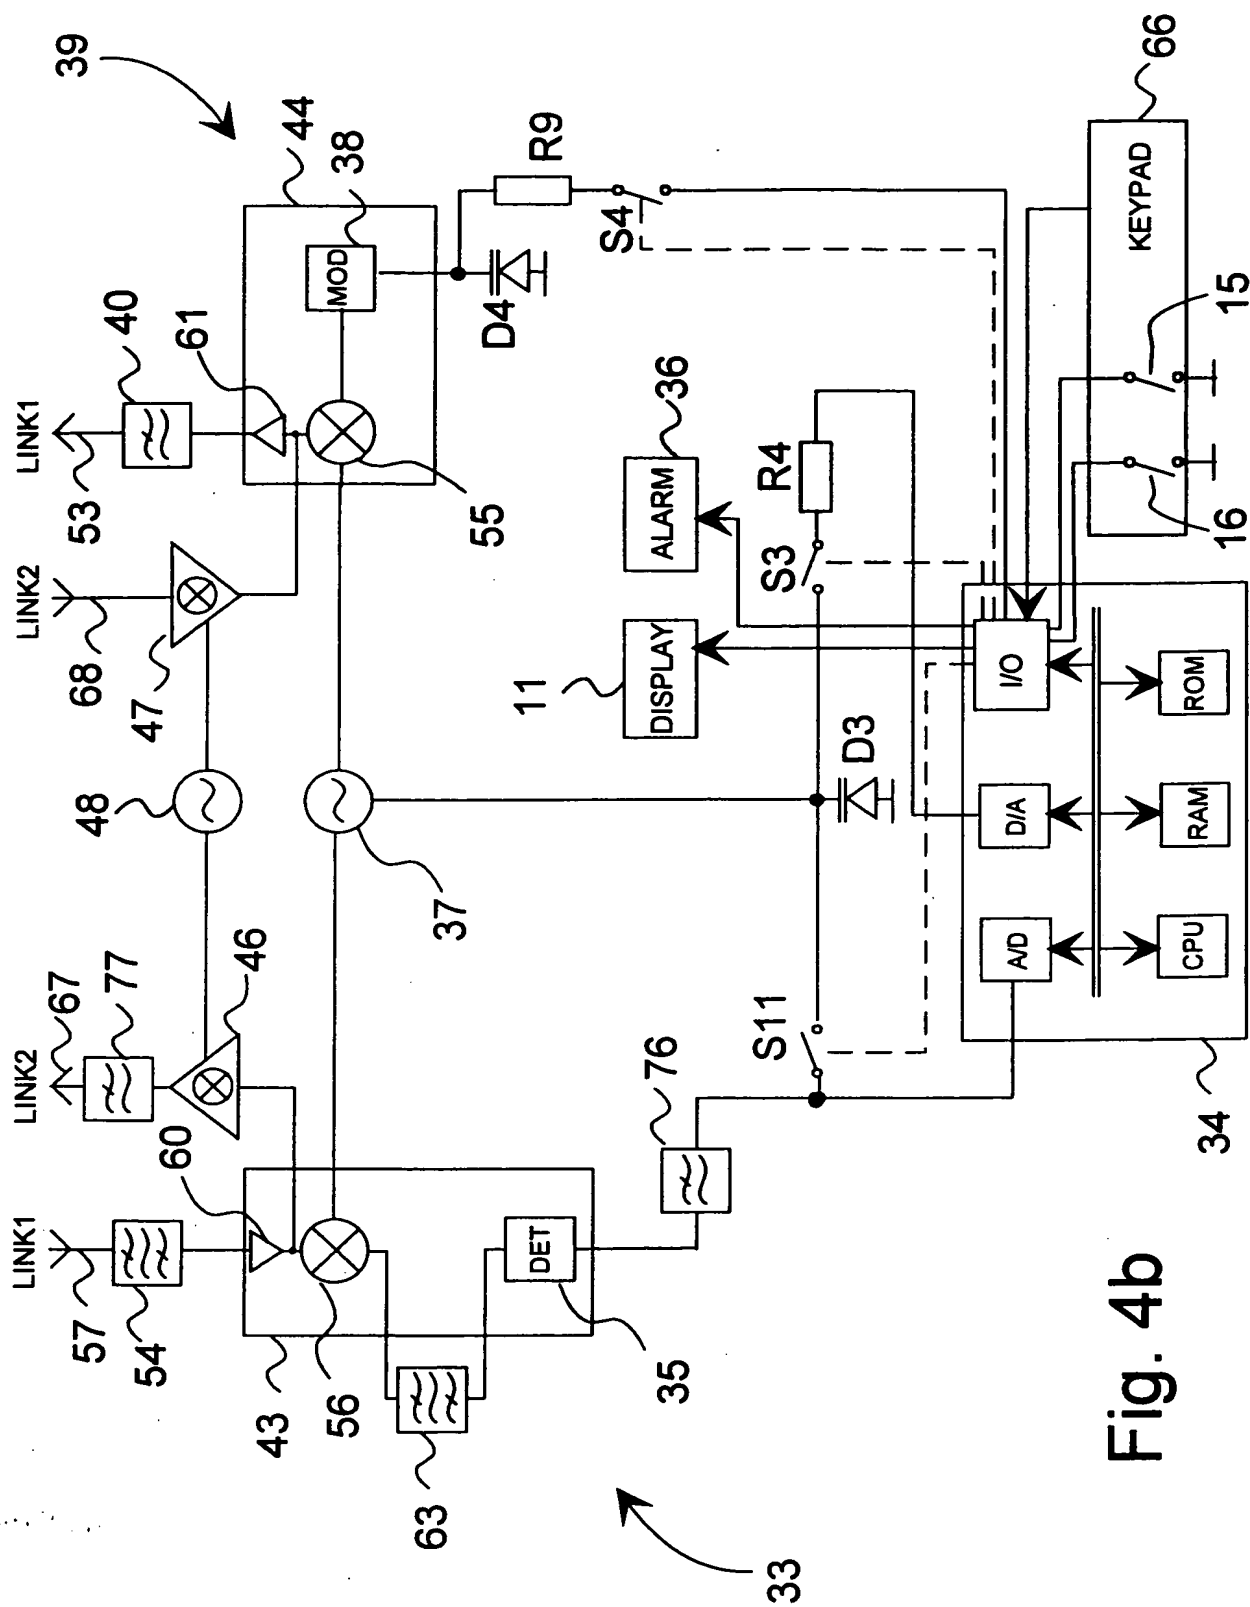 LINK1
57
54
60
43
56
63
35
DET
33
LINK2
67
77
46
48
37
76
S11
LINK2
68
47
LINK1
53
40
61
55
44
38
MOD
39
D4
R9
S4
11
DISPLAY
ALARM
36
S3
R4
D3
34
A/D
D/A
I/O
CPU
RAM
ROM
KEYPAD
66
16
15
Fig. 4b